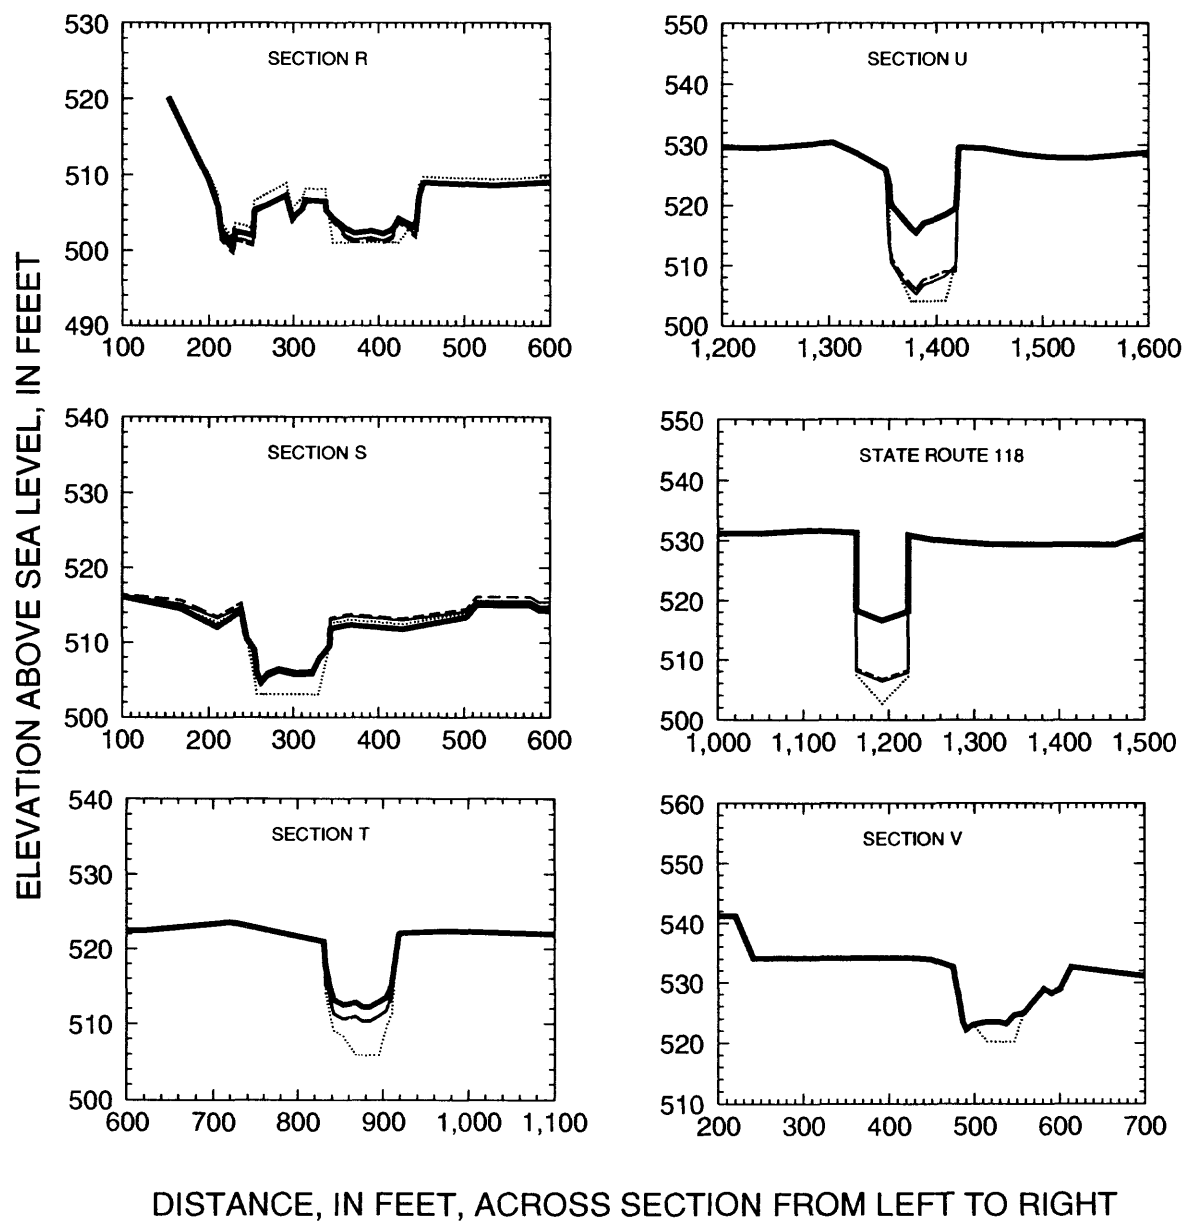 ELEVATION ABOVE SEA LEVEL, IN FEEET
SECTION R
530
520
510
500
490
100 200 300 400 500 600
SECTION U
550
540
530
520
510
500
1,200 1,300 1,400 1,500 1,600
SECTION S
540
530
520
510
500
100 200 300 400 500 600
STATE ROUTE 118
550
540
530
520
510
500
1,000 1,100 1,200 1,300 1,400 1,500
SECTION T
540
530
520
510
500
600 700 800 900 1,000 1,100
SECTION V
560
550
540
530
520
510
200 300 400 500 600 700
DISTANCE, IN FEET, ACROSS SECTION FROM LEFT TO RIGHT